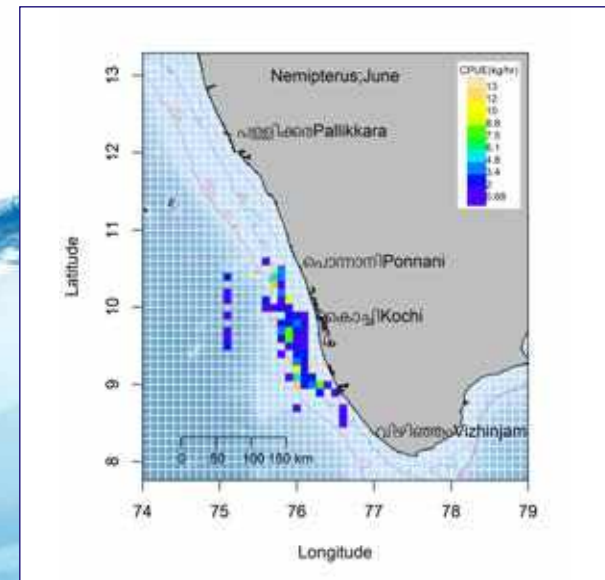 Nemipterus;June
CPUE(kg/hr)
13
12
10
8.8
7.5
6.1
4.8
3.4
2
0.68
പള്ളിക്കരPallikkara
പൊന്നാനിPonnani
കൊച്ചിKochi
വിഴിഞ്ഞംVizhinjam
0 50 100 150 km
Latitude
13
12
11
10
9
8
74 75 76 77 78 79
Longitude